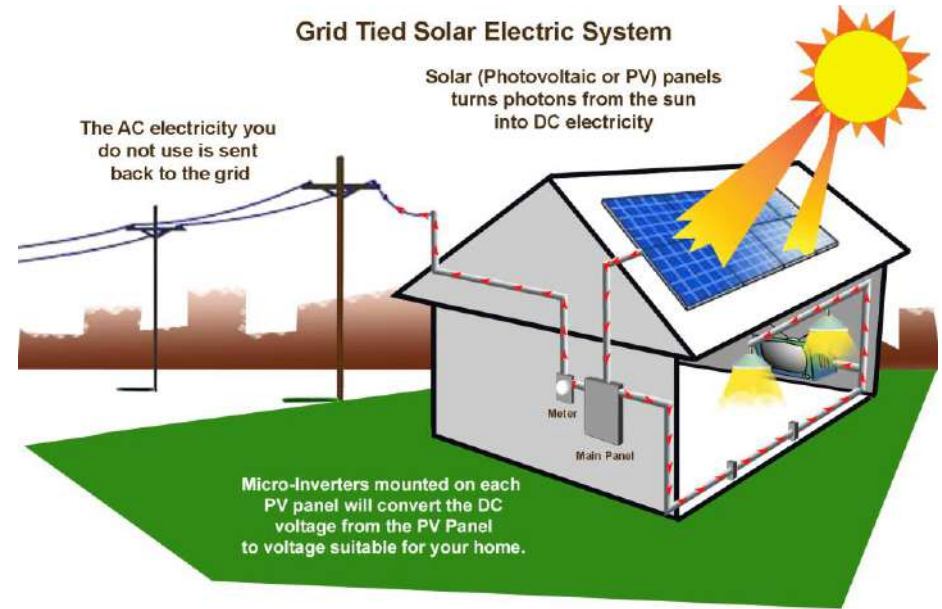 Grid Tied Solar Electric System
Solar (Photovoltaic or PV) panels
turns photons from the sun
into DC electricity
The AC electricity you
do not use is sent
back to the grid
Meter
Main Panel
Micro-Inverters mounted on each
PV panel will convert the DC
voltage from the PV Panel
to voltage suitable for your home.